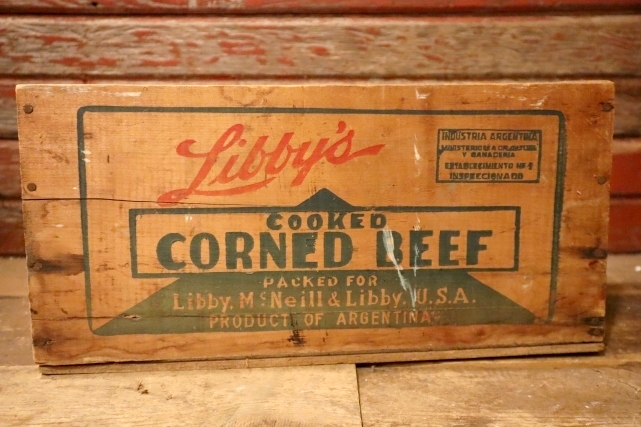 Libby's
INDUSTRIA ARGENTINA
MINISTERIO DE AGRICULTURA
Y GANADERIA
ESTABLECIMIENTO Nº
INSPECCIONADO
COOKED
CORNED BEEF
PACKED FOR
Libby, McNeill & Libby, U.S.A.
PRODUCT OF ARGENTINA